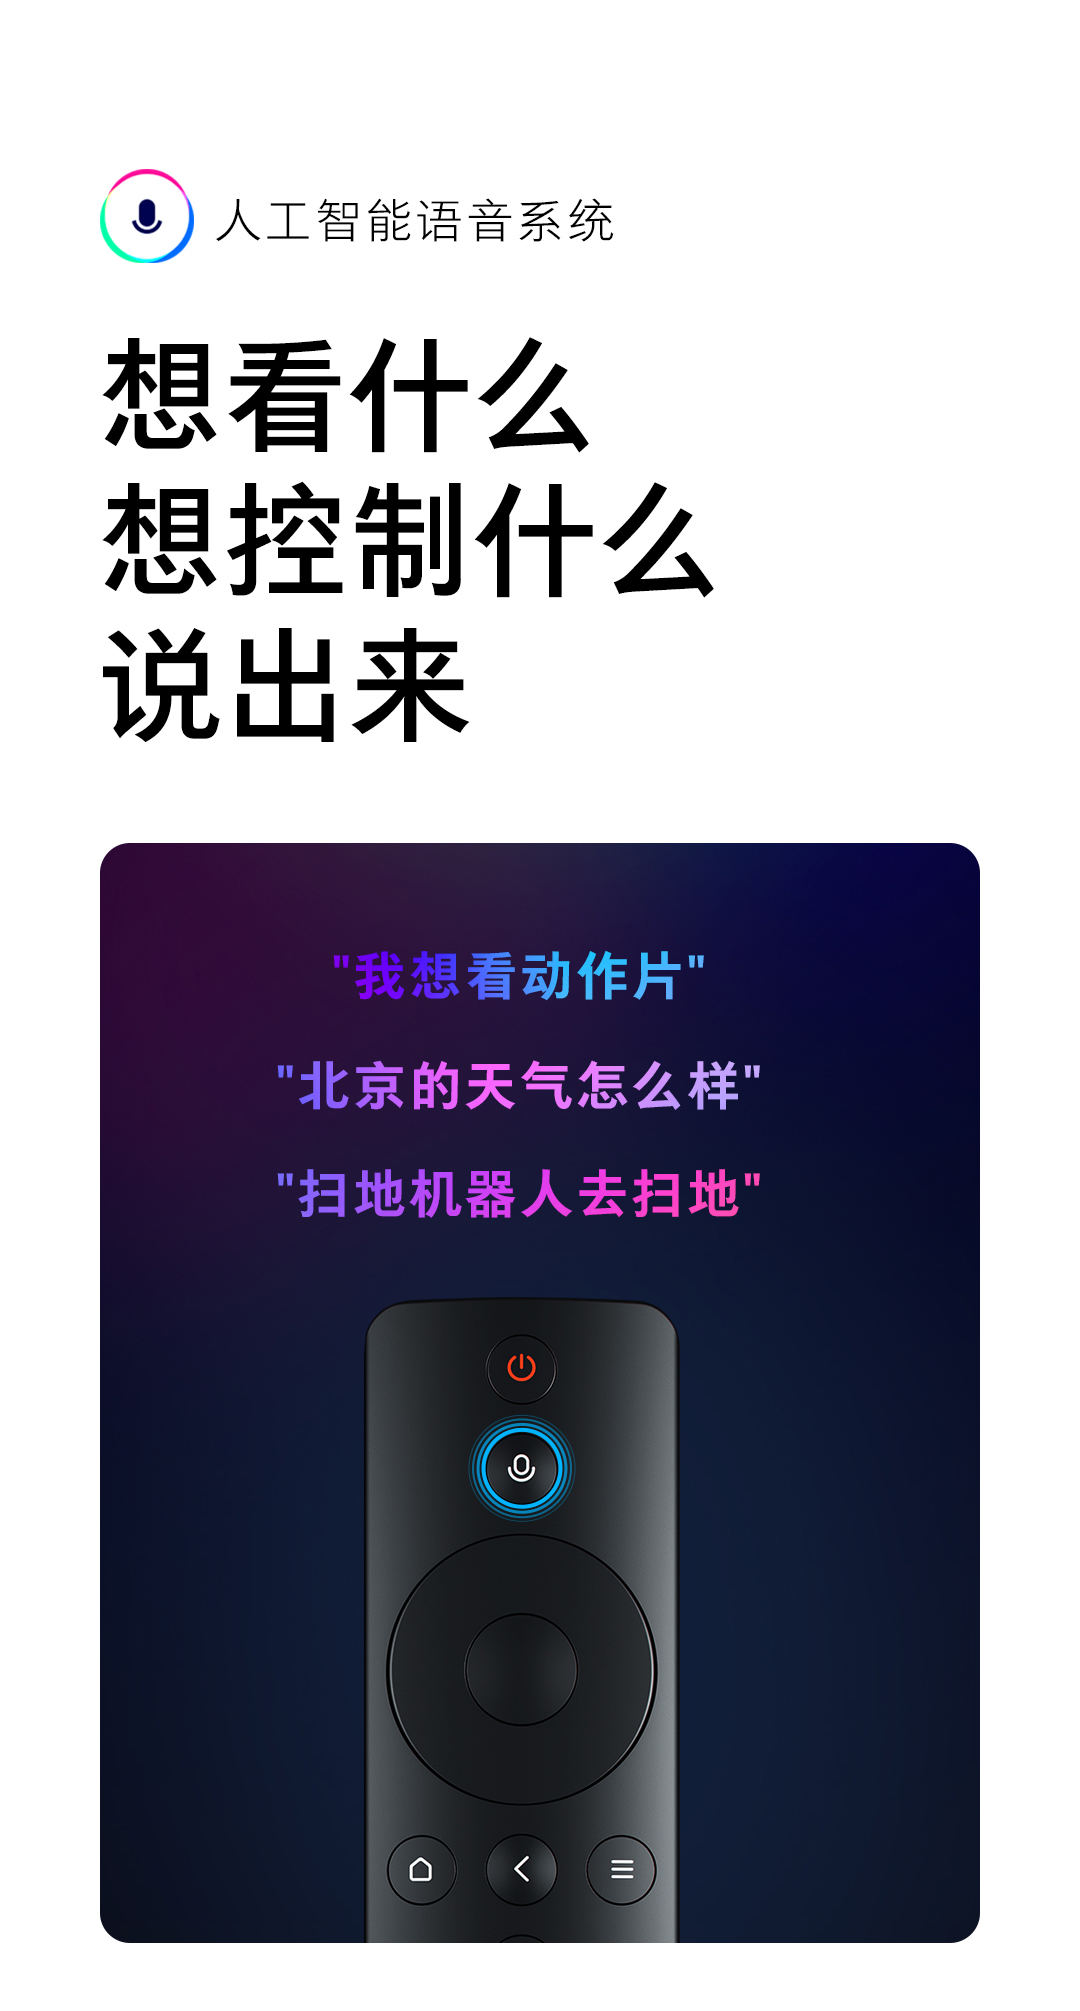 人工智能语音系统
想看什么
想控制什么
说出来
"我想看动作片"
"北京的天气怎么样"
"扫地机器人去扫地"